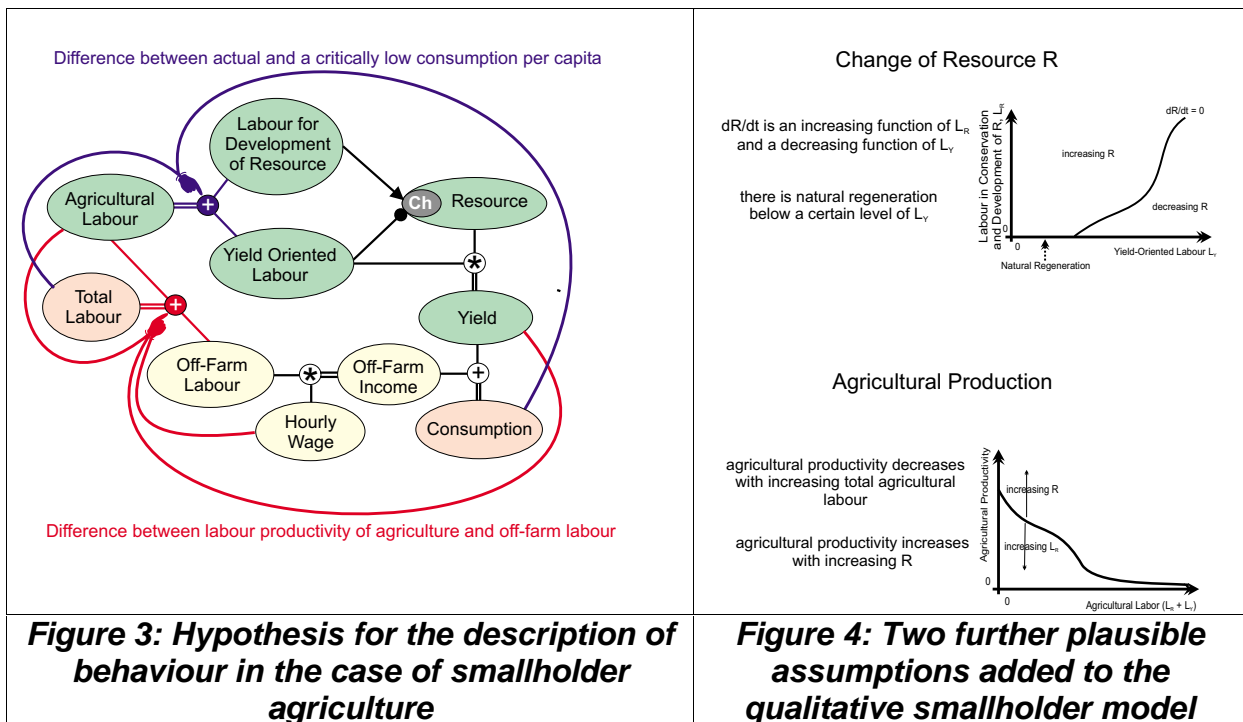 Difference between actual and a critically low consumption per capita
Labour for
Development
of Resource
Agricultural
Labour
+
Ch
Resource
Yield Oriented
Labour
*
Total
Labour
+
Yield
Off-Farm
Labour
*
Off-Farm
Income
+
Hourly
Wage
Consumption
Difference between labour productivity of agriculture and off-farm labour
Figure 3: Hypothesis for the description of
behaviour in the case of smallholder
agriculture
Change of Resource R
dR/dt is an increasing function of L_R
and a decreasing function of L_Y
there is natural regeneration
below a certain level of L_Y
Labour in Conservation
and Development of R, L_R
dR/dt = 0
increasing R
decreasing R
0
0
Yield-Oriented Labour L_Y
Natural Regeneration
Agricultural Production
agricultural productivity decreases
with increasing total agricultural
labour
agricultural productivity increases
with increasing R
Agricultural Productivity
increasing R
increasing L_R
0
0
Agricultural Labor (L_R + L_Y)
Figure 4: Two further plausible
assumptions added to the
qualitative smallholder model